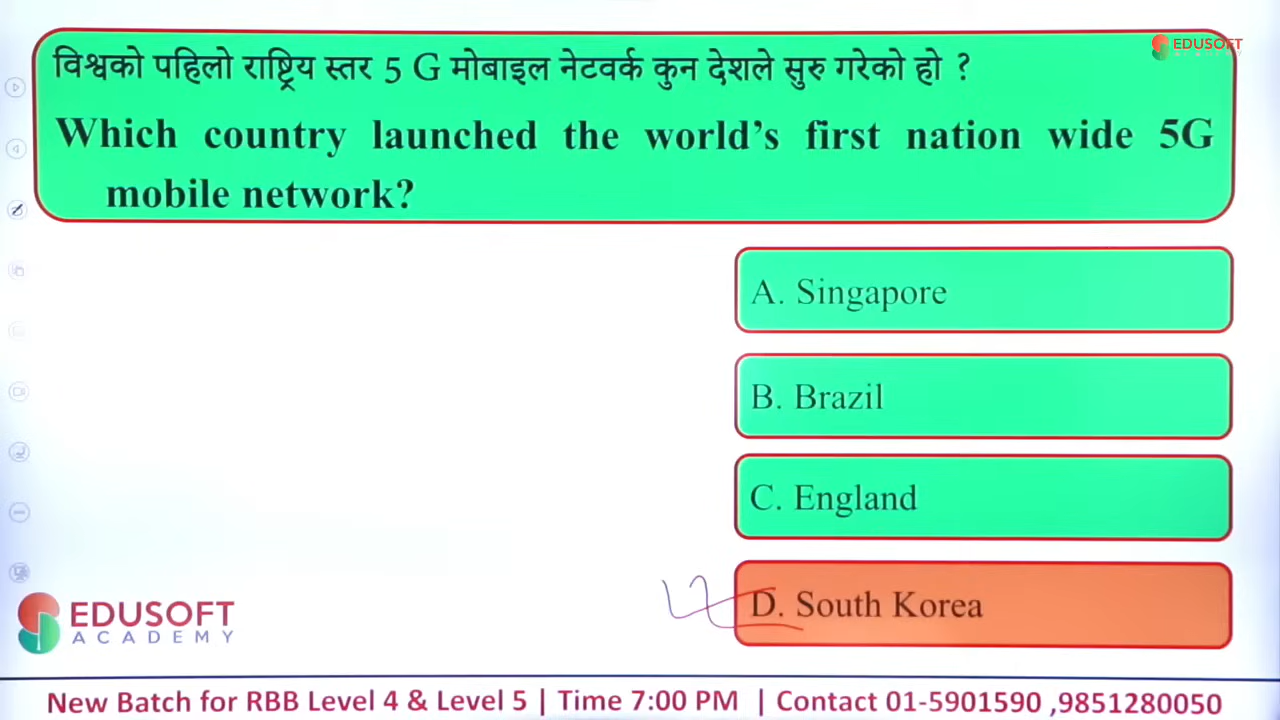 EDUSOFT
ACADEMY
विश्वको पहिलो राष्ट्रिय स्तर 5 G मोबाइल नेटवर्क कुन देशले सुरु गरेको हो ?
Which country launched the world's first nation wide 5G
mobile network?
A. Singapore
B. Brazil
C. England
D. South Korea
EDUSOFT
ACADEMY
New Batch for RBB Level 4 & Level 5 | Time 7:00 PM | Contact 01-5901590 ,9851280050